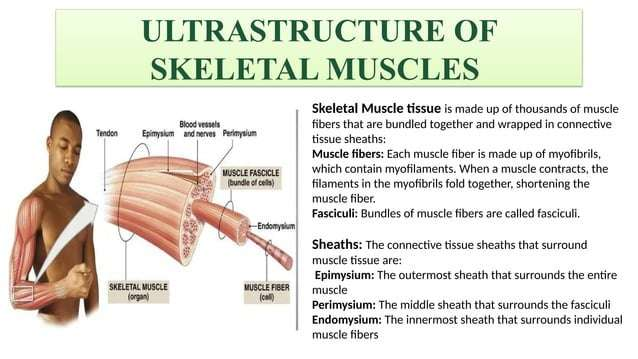 ULTRASTRUCTURE OF
SKELETAL MUSCLES
Tendon
Epimysium
Blood vessels
and nerves
Perimysium
MUSCLE FASCICLE
(bundle of cells)
Endomysium
SKELETAL MUSCLE
(organ)
MUSCLE FIBER
(cell)
Skeletal Muscle tissue is made up of thousands of muscle
fibers that are bundled together and wrapped in connective
tissue sheaths:
Muscle fibers: Each muscle fiber is made up of myofibrils,
which contain myofilaments. When a muscle contracts, the
filaments in the myofibrils fold together, shortening the
muscle fiber.
Fasciculi: Bundles of muscle fibers are called fasciculi.
Sheaths: The connective tissue sheaths that surround
muscle tissue are:
Epimysium: The outermost sheath that surrounds the entire
muscle
Perimysium: The middle sheath that surrounds the fasciculi
Endomysium: The innermost sheath that surrounds individual
muscle fibers